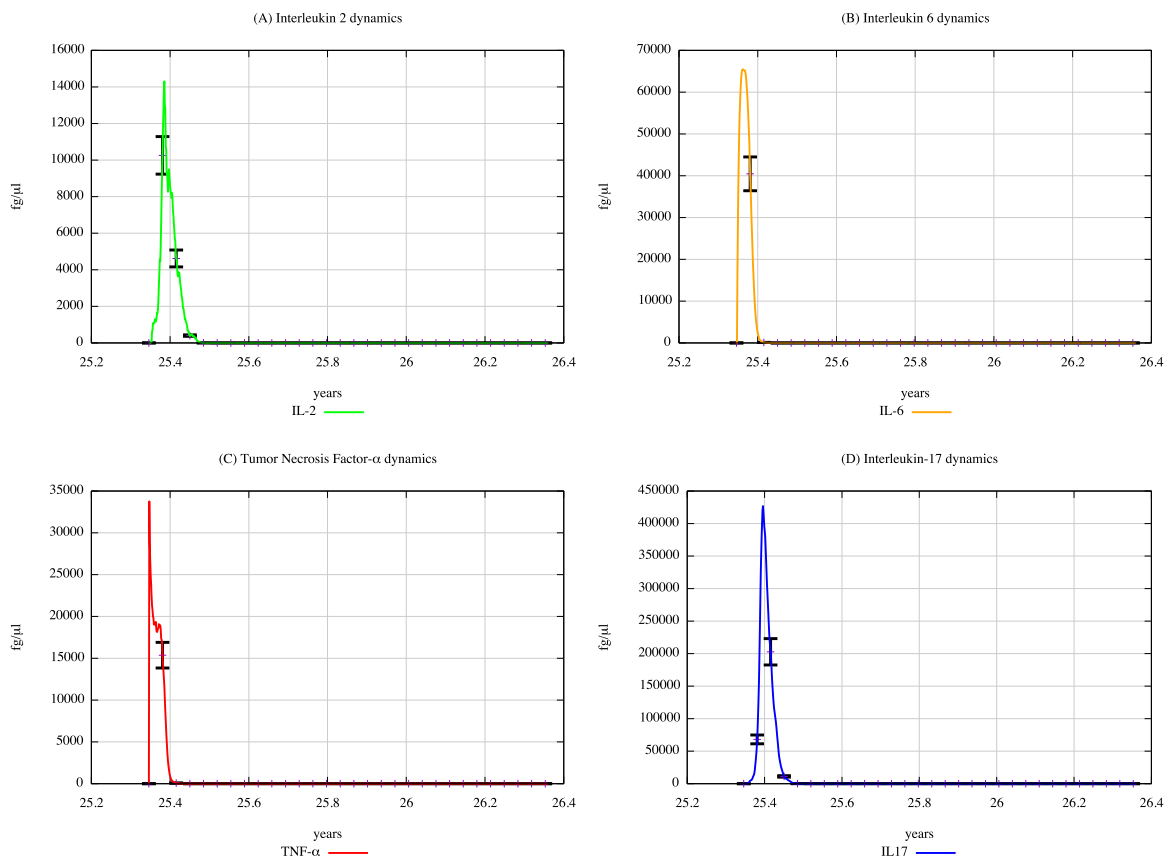 (A) Interleukin 2 dynamics
16000
14000
12000
10000
8000
6000
4000
2000
0
fg/µl
25.2 25.4 25.6 25.8 26 26.2 26.4
years
IL-2
(B) Interleukin 6 dynamics
70000
60000
50000
40000
30000
20000
10000
0
fg/µl
25.2 25.4 25.6 25.8 26 26.2 26.4
years
IL-6
(C) Tumor Necrosis Factor-α dynamics
35000
30000
25000
20000
15000
10000
5000
0
fg/µl
25.2 25.4 25.6 25.8 26 26.2 26.4
years
TNF-α
(D) Interleukin-17 dynamics
450000
400000
350000
300000
250000
200000
150000
100000
50000
0
fg/µl
25.2 25.4 25.6 25.8 26 26.2 26.4
years
IL17